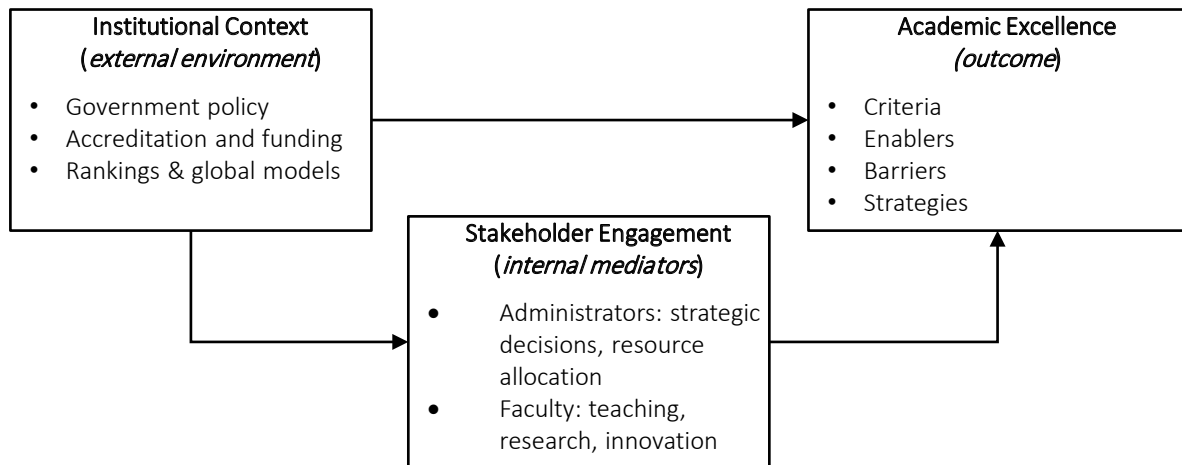 Institutional Context
(external environment)
• Government policy
• Accreditation and funding
• Rankings & global models
Academic Excellence
(outcome)
• Criteria
• Enablers
• Barriers
• Strategies
Stakeholder Engagement
(internal mediators)
• Administrators: strategic
decisions, resource
allocation
• Faculty: teaching,
research, innovation